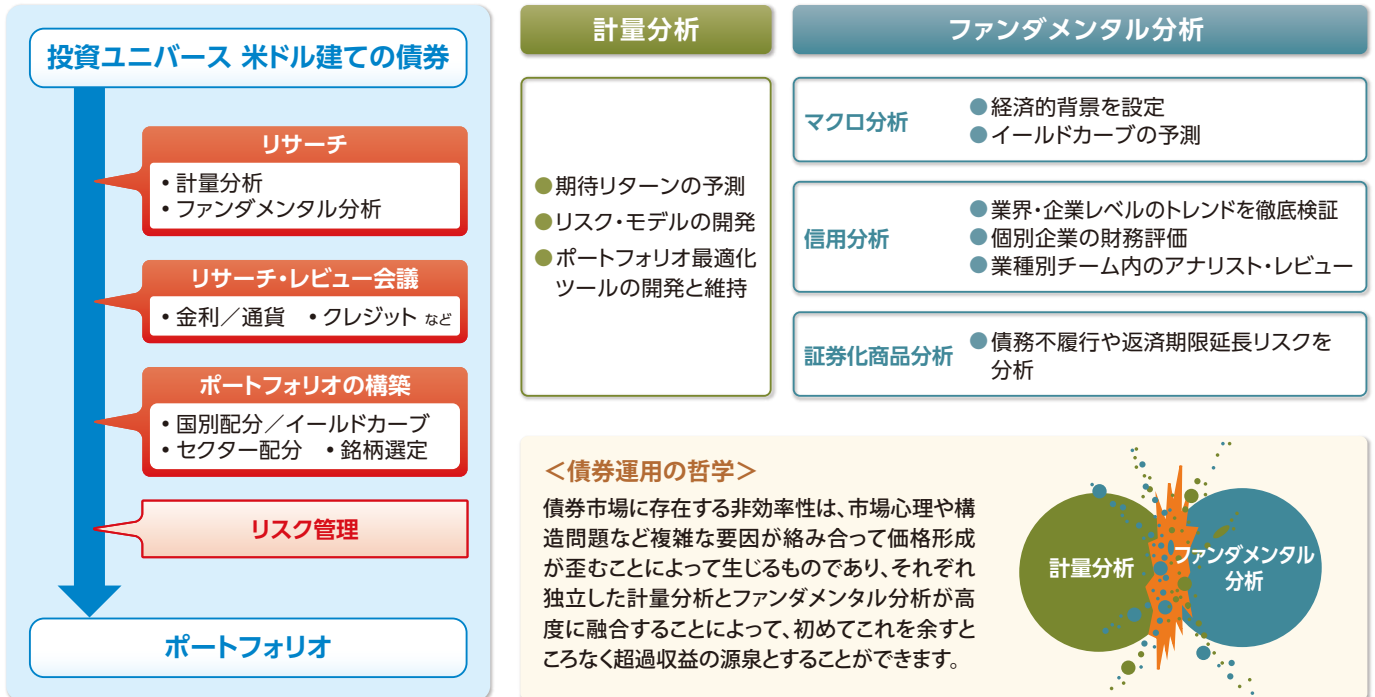 投資ユニバース 米ドル建ての債券
リサーチ
• 計量分析
• ファンダメンタル分析
リサーチ・レビュー会議
• 金利／通貨 • クレジット など
ポートフォリオの構築
• 国別配分／イールドカーブ
• セクター配分 • 銘柄選定
リスク管理
ポートフォリオ
計量分析
●期待リターンの予測
●リスク・モデルの開発
●ポートフォリオ最適化
ツールの開発と維持
ファンダメンタル分析
マクロ分析
●経済的背景を設定
●イールドカーブの予測
信用分析
●業界・企業レベルのトレンドを徹底検証
●個別企業の財務評価
●業種別チーム内のアナリスト・レビュー
証券化商品分析
●債務不履行や返済期限延長リスクを
分析
＜債券運用の哲学＞
債券市場に存在する非効率性は、市場心理や構
造問題など複雑な要因が絡み合って価格形成
が歪むことによって生じるものであり、それぞれ
独立した計量分析とファンダメンタル分析が高
度に融合することによって、初めてこれを余すと
ころなく超過収益の源泉とすることができます。
計量分析
ファンダメンタル
分析